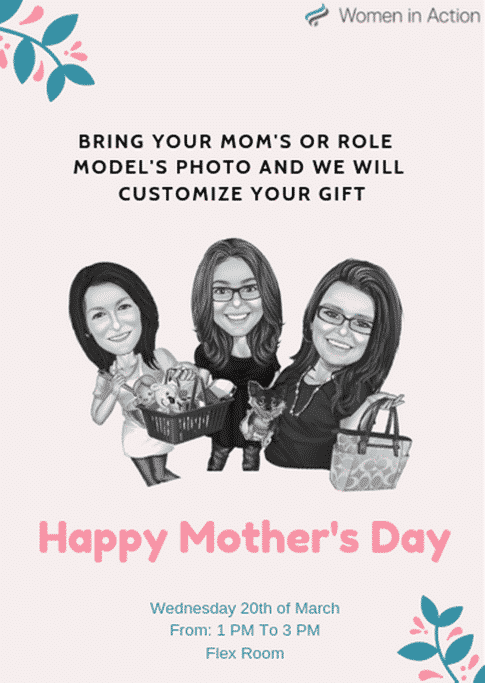 Women in Action
BRING YOUR MOM'S OR ROLE
MODEL'S PHOTO AND WE WILL
CUSTOMIZE YOUR GIFT
Happy Mother's Day
Wednesday 20th of March
From: 1 PM To 3 PM
Flex Room